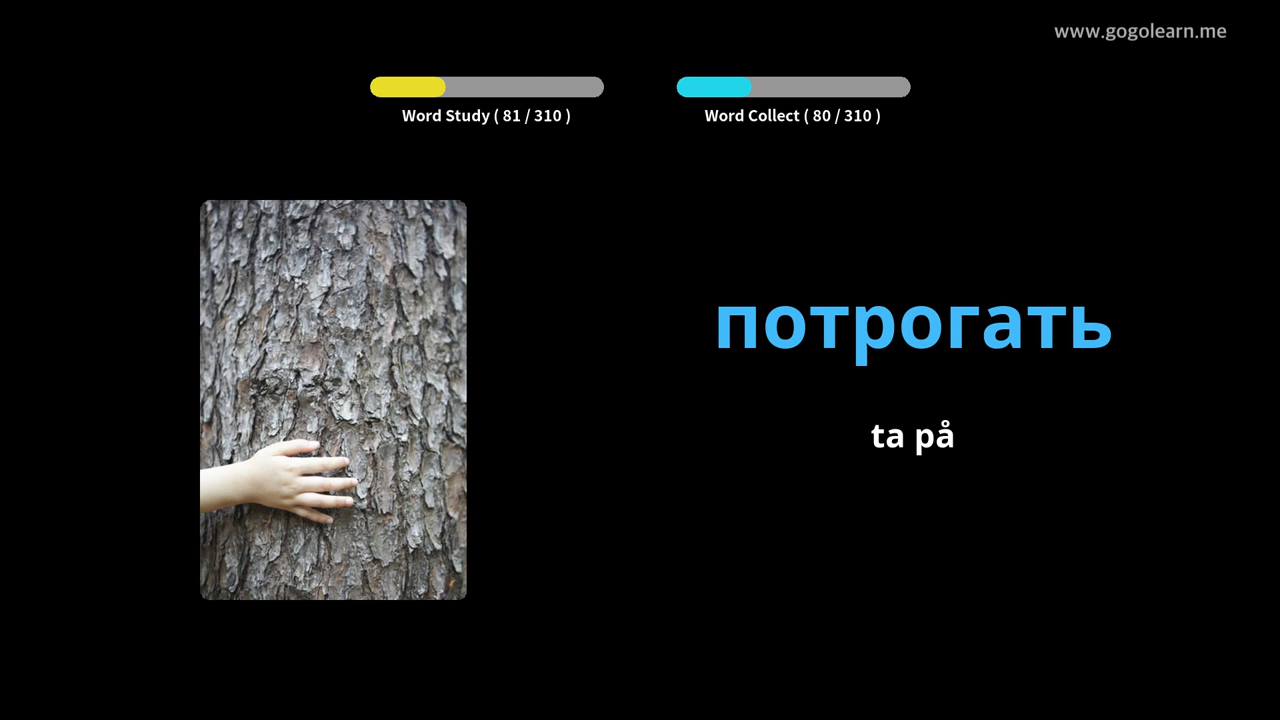 www.gogolearn.me
Word Study ( 81 / 310 )
Word Collect ( 80 / 310 )
потрогать
ta på